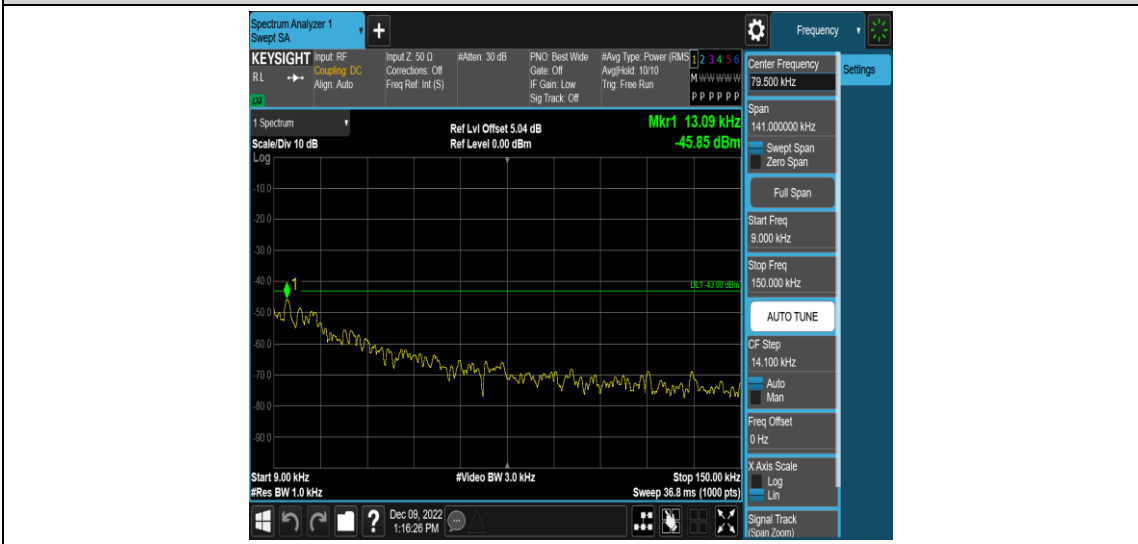 Spectrum Analyzer 1
Swept SA
+
Frequency
KEYSIGHT
RL
LXI
Input: RF
Coupling: DC
Align: Auto
Input Z: 50 Ω
Corrections: Off
Freq Ref: Int (S)
#Atten: 30 dB
PNO: Best Wide
Gate: Off
IF Gain: Low
Sig Track: Off
#Avg Type: Power (RMS
Avg|Hold: 10/10
Trig: Free Run
1 2 3 4 5 6
M W W W W W
P P P P P P
1 Spectrum
Scale/Div 10 dB
Log
Ref Lvl Offset 5.04 dB
Ref Level 0.00 dBm
Mkr1 13.09 kHz
-45.85 dBm
-10.0
-20.0
-30.0
-40.0
-50.0
-60.0
-70.0
-80.0
-90.0
1
DL1 -43.00 dBm
Start 9.00 kHz
#Res BW 1.0 kHz
#Video BW 3.0 kHz
Stop 150.00 kHz
Sweep 36.8 ms (1000 pts)
?
Dec 09, 2022
1:16:26 PM
Center Frequency
79.500 kHz
Span
141.000000 kHz
Swept Span
Zero Span
Full Span
Start Freq
9.000 kHz
Stop Freq
150.000 kHz
AUTO TUNE
CF Step
14.100 kHz
Auto
Man
Freq Offset
0 Hz
X Axis Scale
Log
Lin
Signal Track
(Span Zoom)
Settings